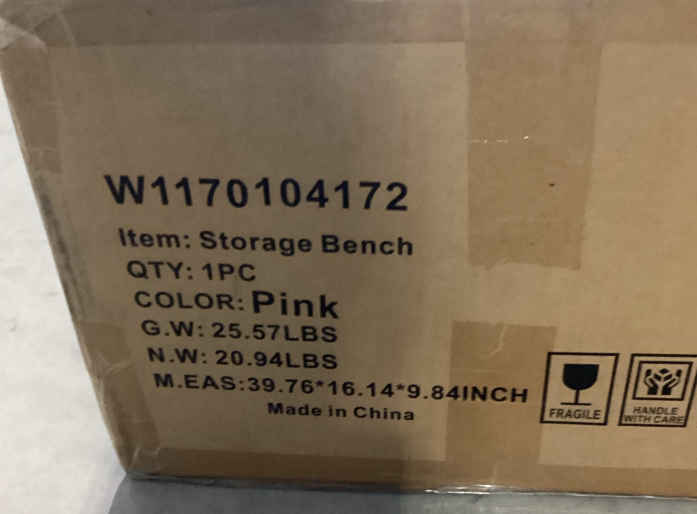 W1170104172
Item: Storage Bench
QTY: 1PC
COLOR: Pink
G.W: 25.57LBS
N.W: 20.94LBS
M.EAS:39.76*16.14*9.84INCH
Made in China
FRAGILE
HANDLE
WITH CARE